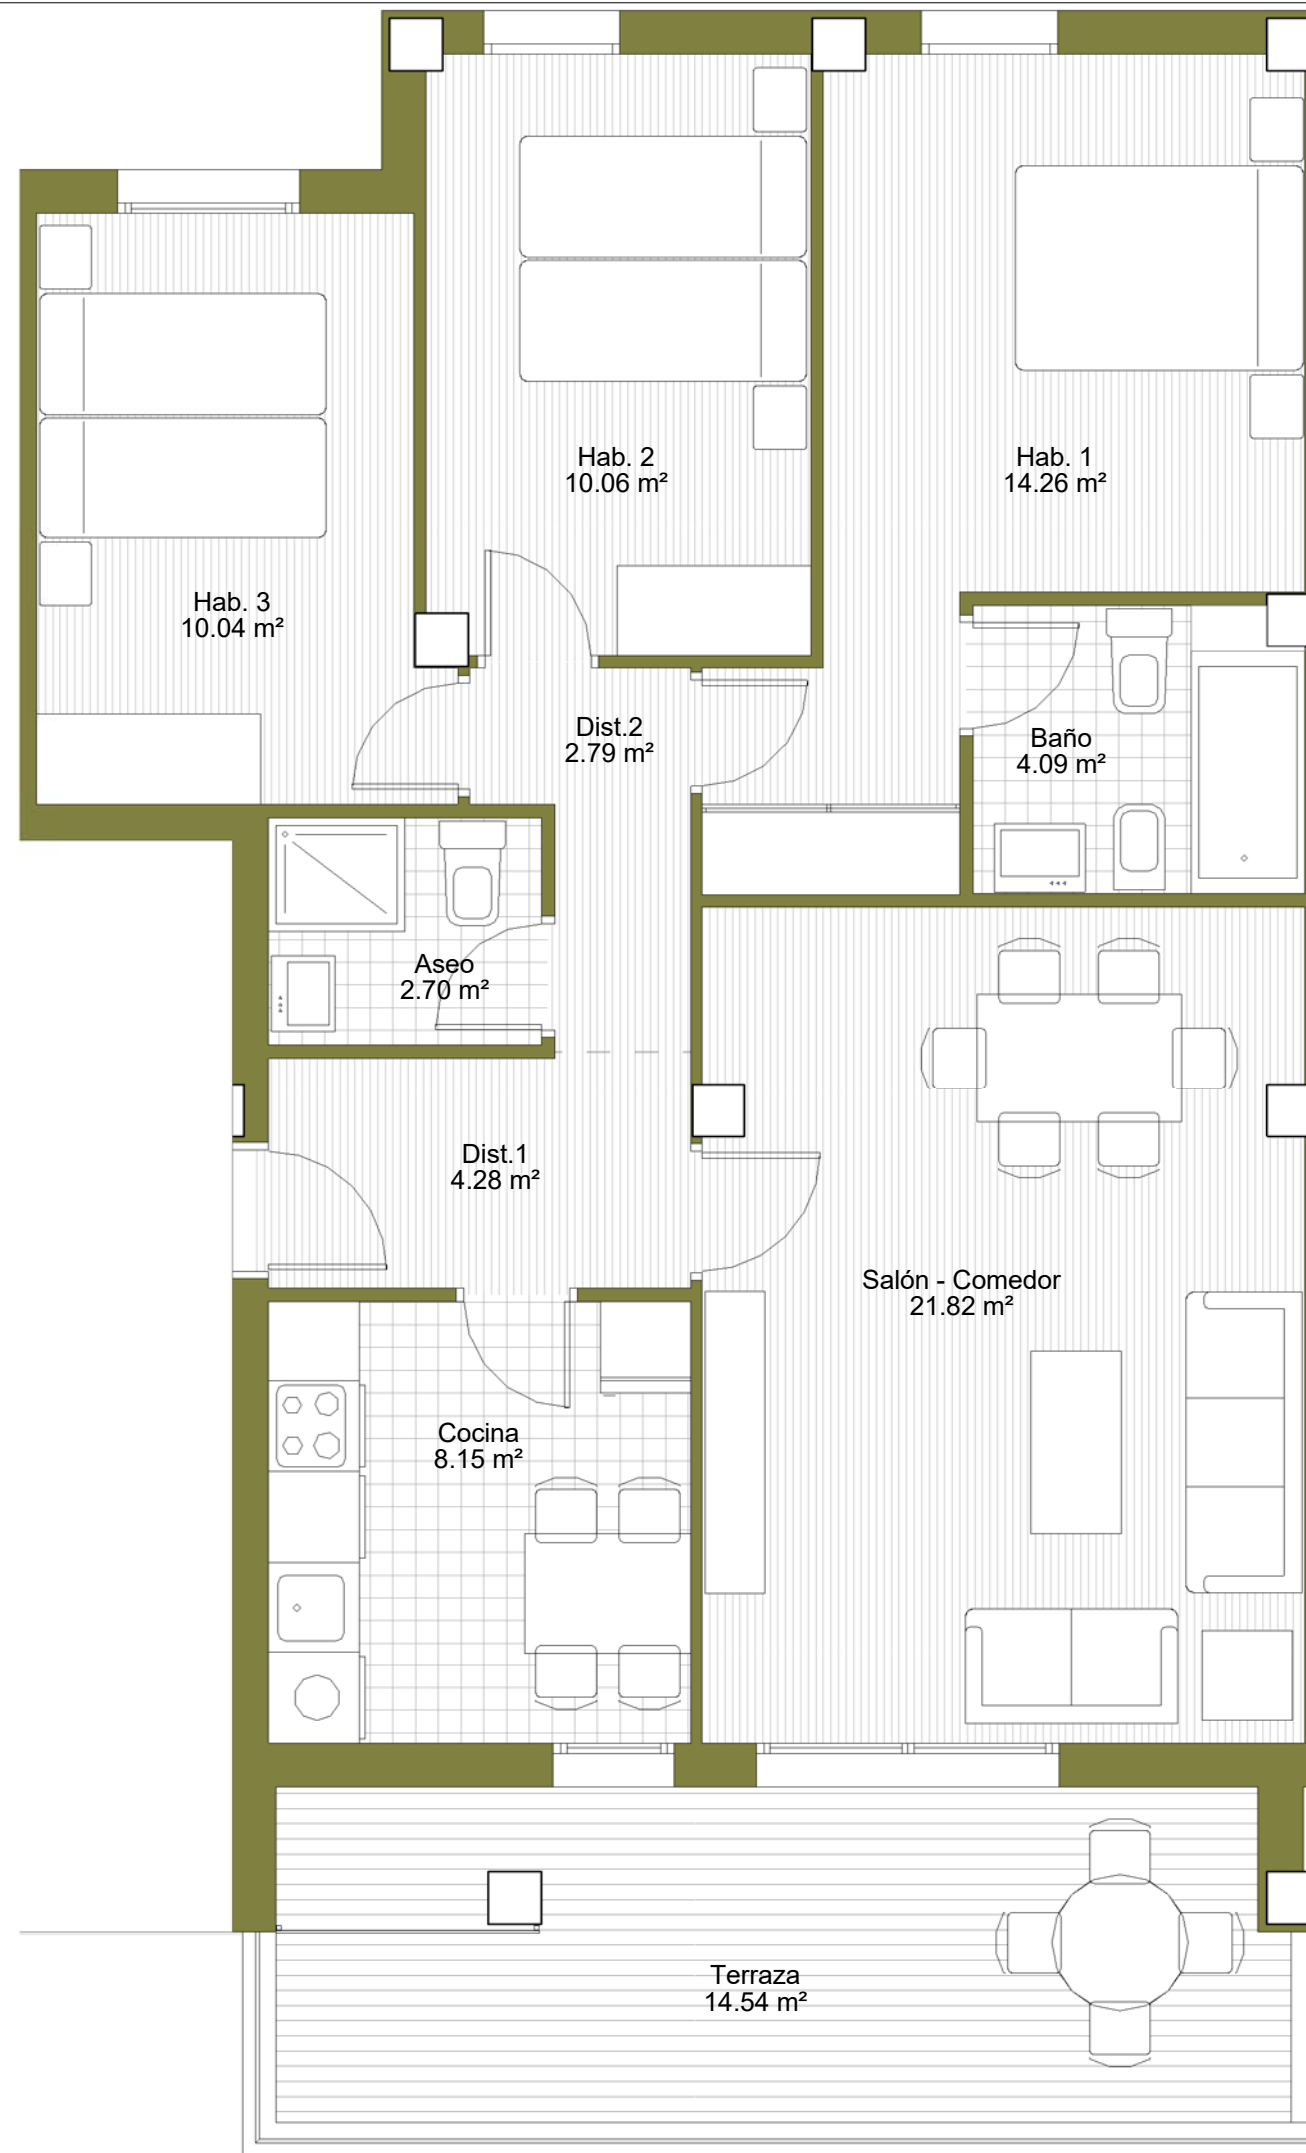 Hab. 2
10.06 m²
Hab. 1
14.26 m²
Hab. 3
10.04 m²
Dist.2
2.79 m²
Baño
4.09 m²
Aseo
2.70 m²
Dist.1
4.28 m²
Salón - Comedor
21.82 m²
Cocina
8.15 m²
Terraza
14.54 m²